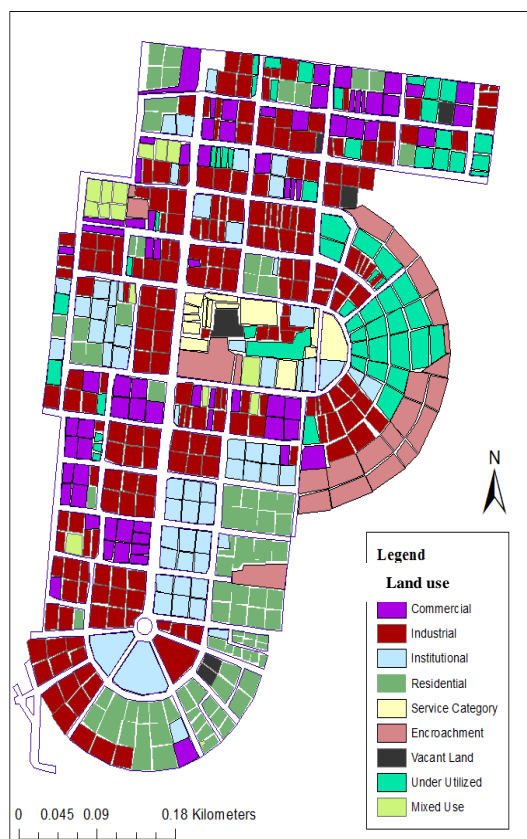 N
Legend
Land use
Commercial
Industrial
Institutional
Residential
Service Category
Encroachment
Vacant Land
Under Utilized
Mixed Use
0 0.045 0.09 0.18 Kilometers